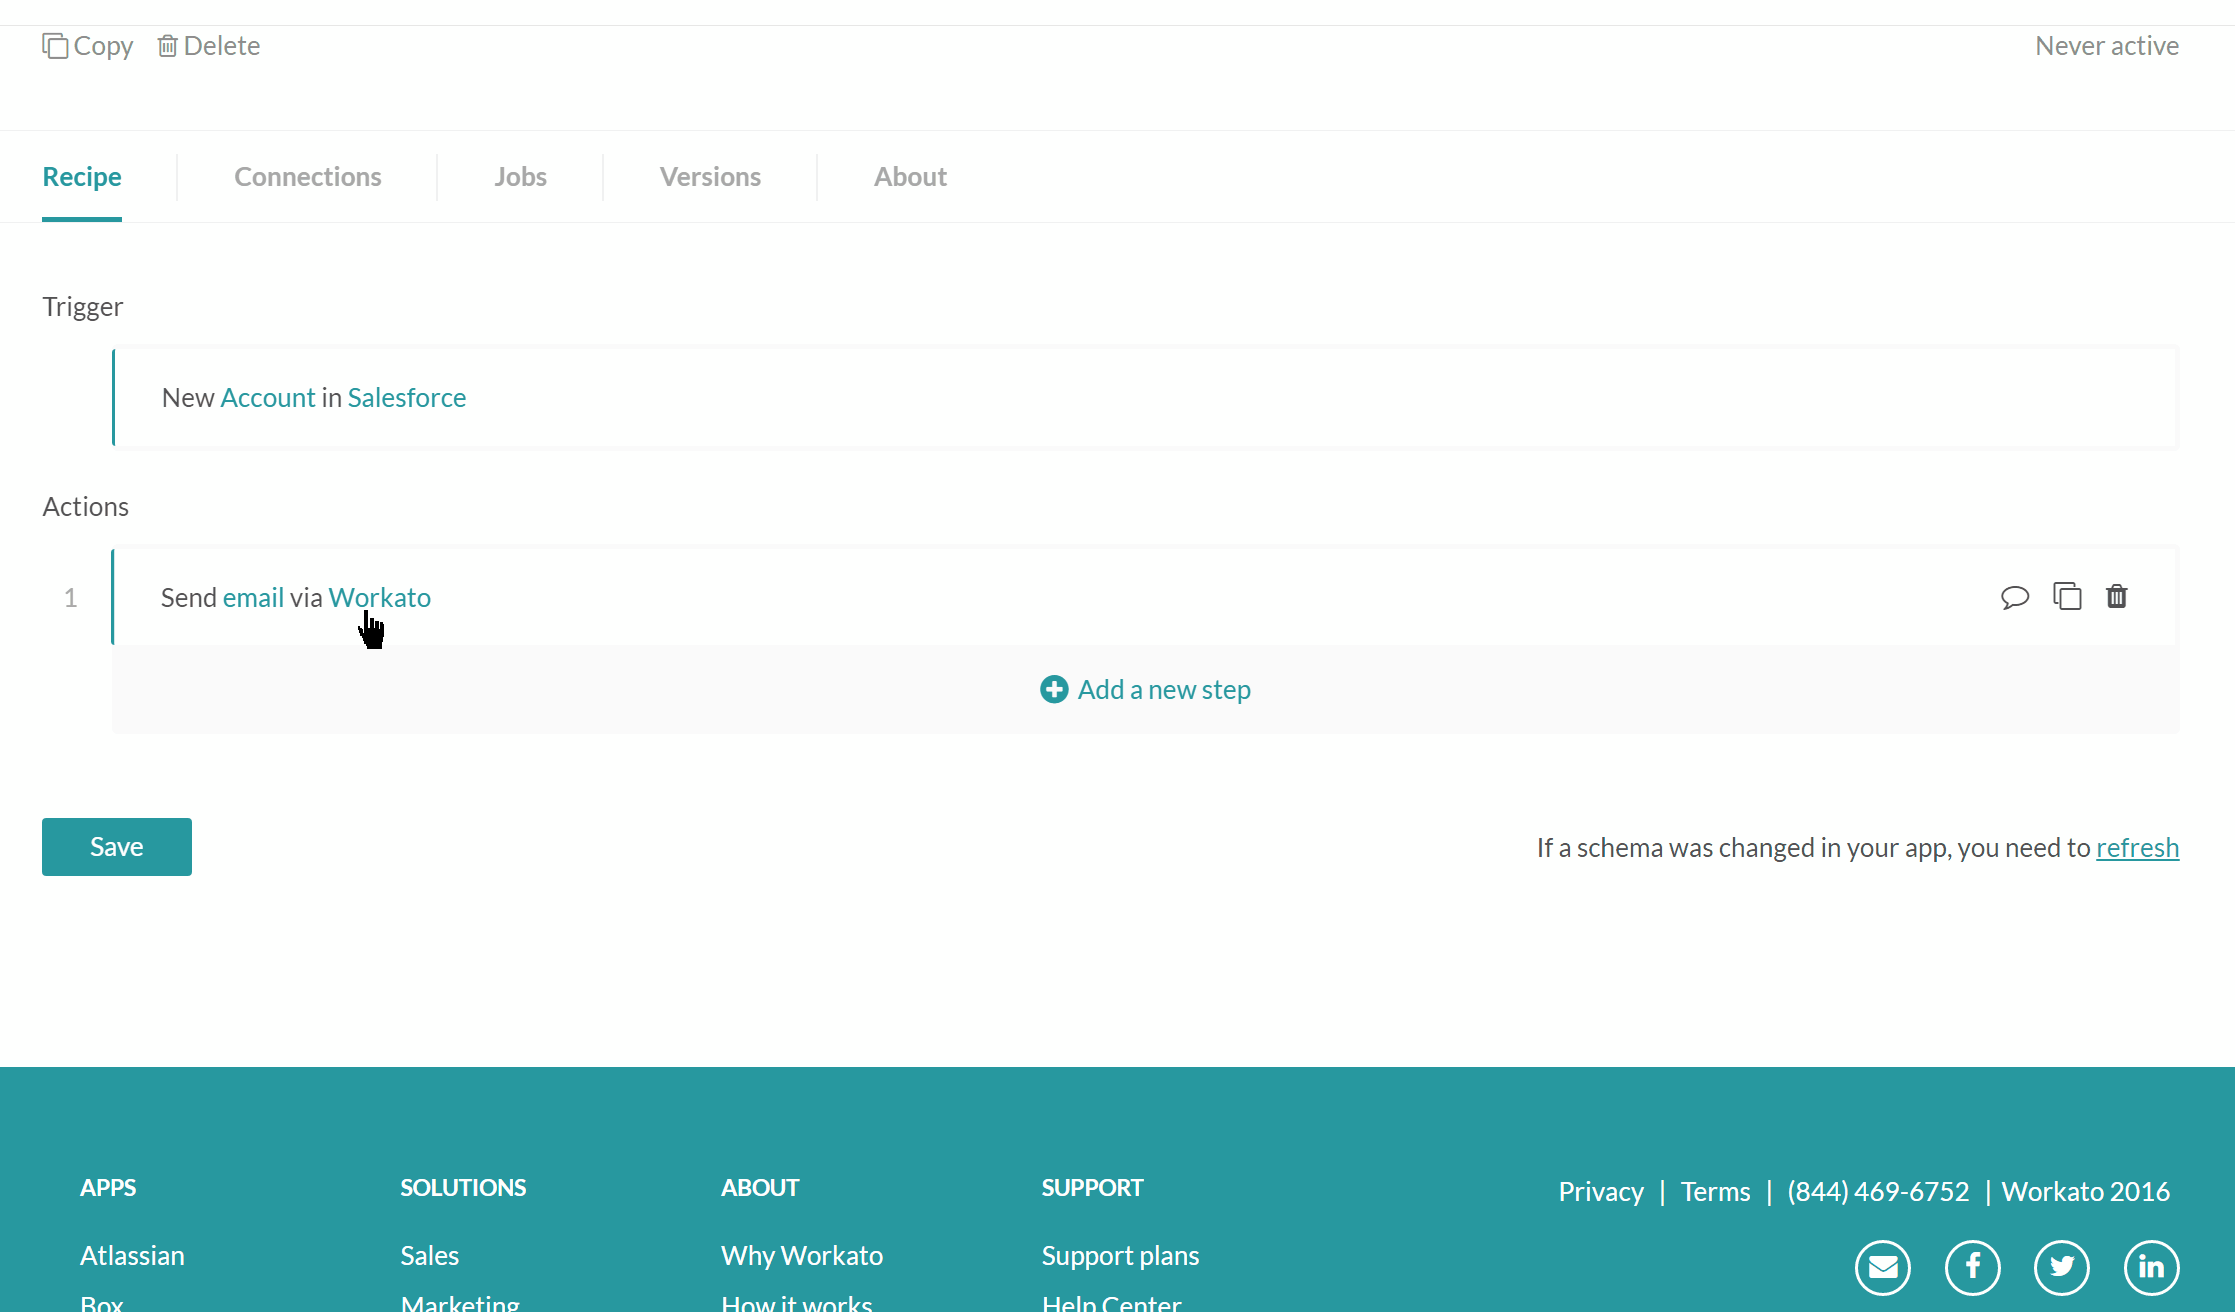 Copy Delete Never active
Recipe Connections Jobs Versions About
Trigger
New Account in Salesforce
Actions
1 Send email via Workato
Add a new step
Save If a schema was changed in your app, you need to refresh
APPS SOLUTIONS ABOUT SUPPORT Privacy | Terms | (844) 469-6752 | Workato 2016
Atlassian Sales Why Workato Support plans
Box Marketing How it works Help Center